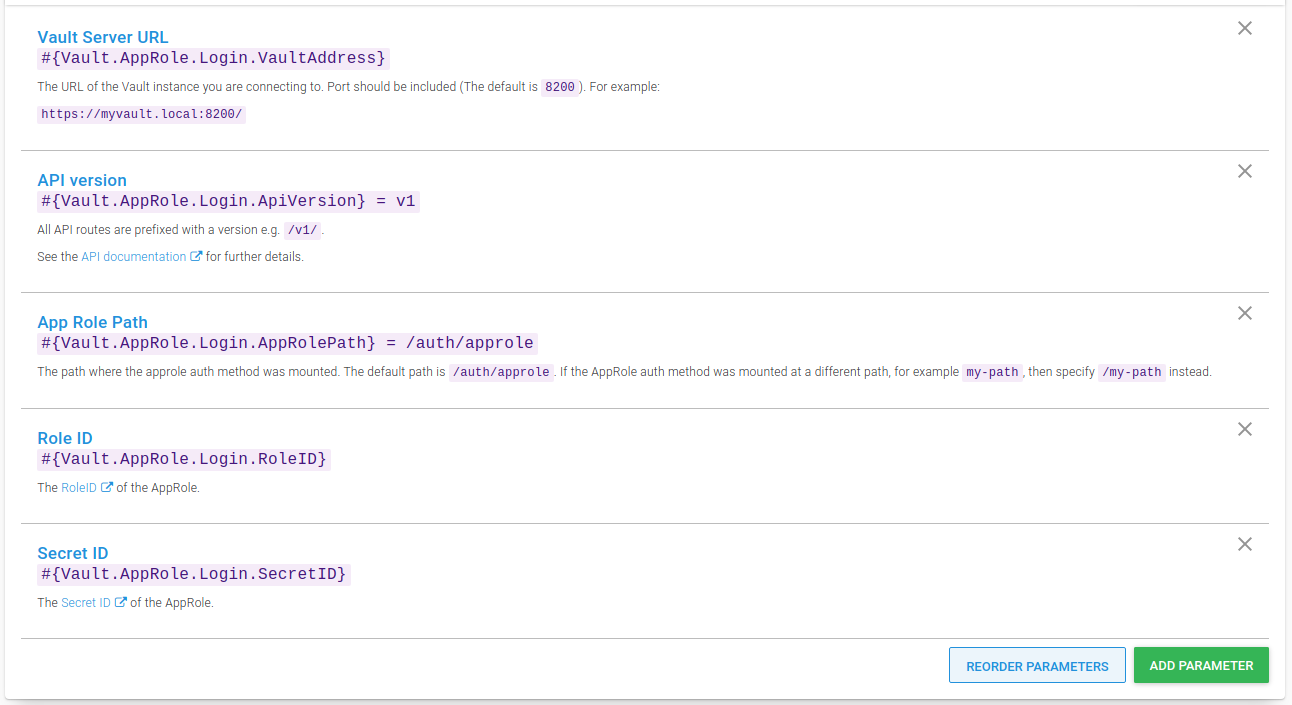 Vault Server URL
#{Vault.AppRole.Login.VaultAddress}
The URL of the Vault instance you are connecting to. Port should be included (The default is 8200 ). For example:
https://myvault.local:8200/
API version
#{Vault.AppRole.Login.ApiVersion} = v1
All API routes are prefixed with a version e.g. /v1/ .
See the API documentation for further details.
App Role Path
#{Vault.AppRole.Login.AppRolePath} = /auth/approle
The path where the approle auth method was mounted. The default path is /auth/approle . If the AppRole auth method was mounted at a different path, for example my-path , then specify /my-path instead.
Role ID
#{Vault.AppRole.Login.RoleID}
The RoleID of the AppRole.
Secret ID
#{Vault.AppRole.Login.SecretID}
The Secret ID of the AppRole.
REORDER PARAMETERS ADD PARAMETER